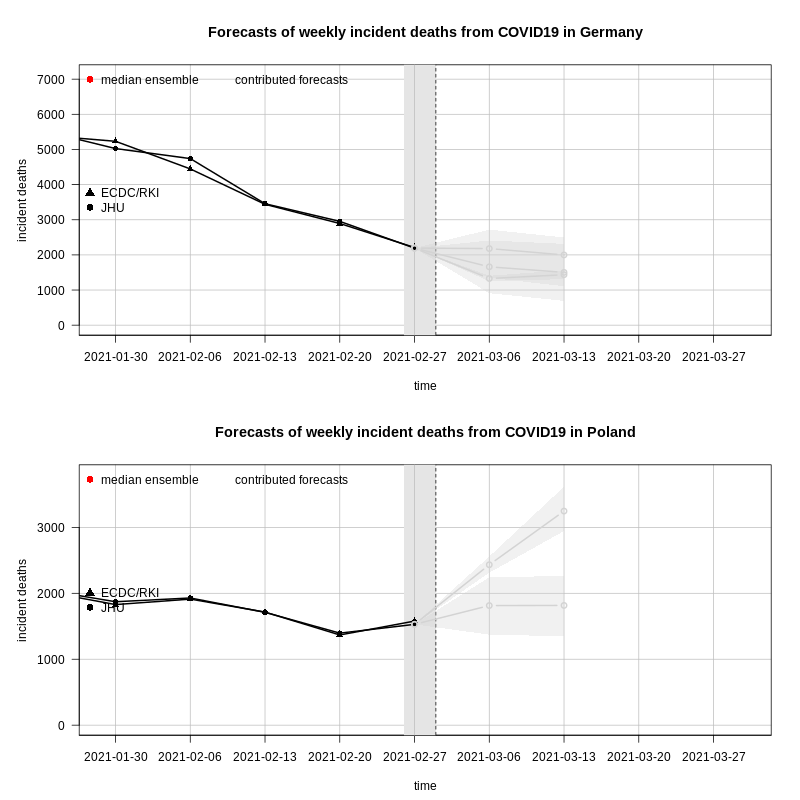 Forecasts of weekly incident deaths from COVID19 in Germany
median ensemble contributed forecasts
ECDC/RKI
JHU
incident deaths
7000
6000
5000
4000
3000
2000
1000
0
2021-01-30 2021-02-06 2021-02-13 2021-02-20 2021-02-27 2021-03-06 2021-03-13 2021-03-20 2021-03-27
time
Forecasts of weekly incident deaths from COVID19 in Poland
median ensemble contributed forecasts
ECDC/RKI
JHU
incident deaths
3000
2000
1000
0
2021-01-30 2021-02-06 2021-02-13 2021-02-20 2021-02-27 2021-03-06 2021-03-13 2021-03-20 2021-03-27
time